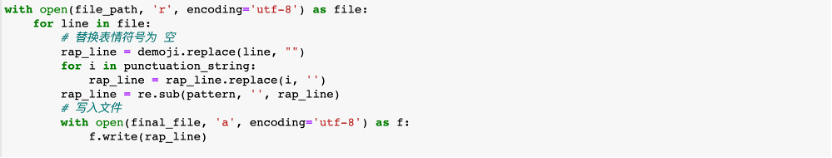 with open(file_path, 'r', encoding='utf-8') as file:
    for line in file:
        # 替换表情符号为 空
        rap_line = demoji.replace(line, "")
        for i in punctuation_string:
            rap_line = rap_line.replace(i, '')
        rap_line = re.sub(pattern, '', rap_line)
        # 写入文件
        with open(final_file, 'a', encoding='utf-8') as f:
            f.write(rap_line)